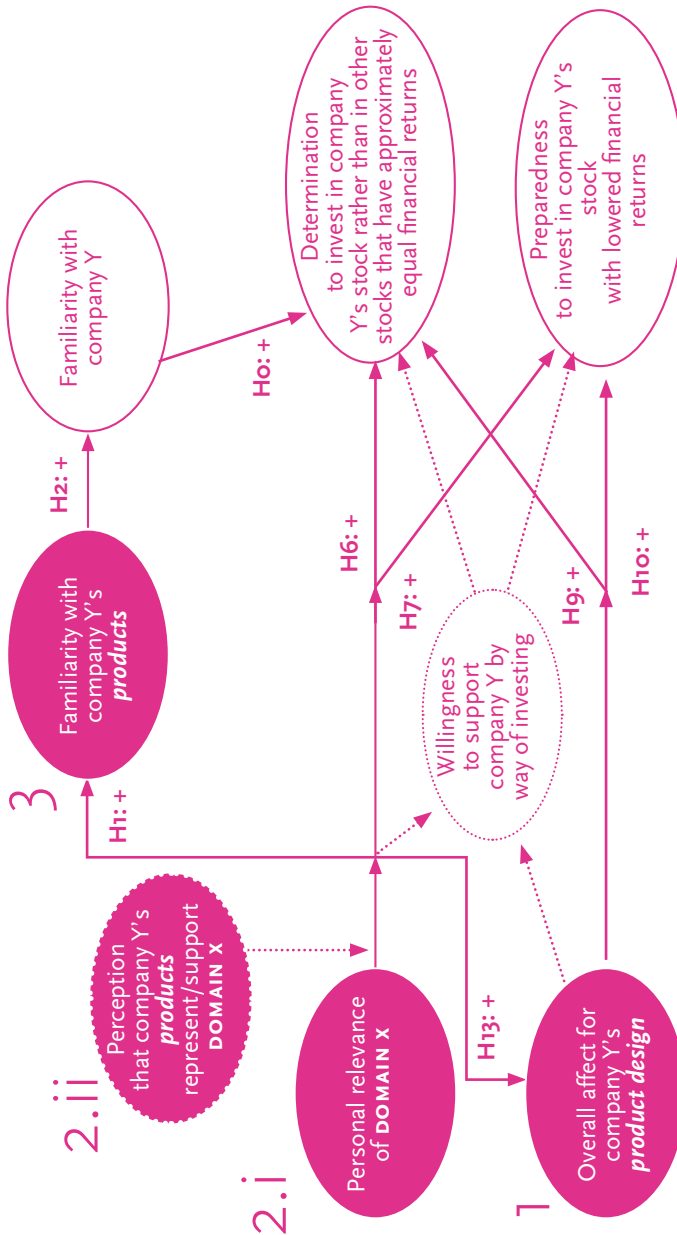 3
Familiarity with
company Y's
products
H2: +
Familiarity with
company Y
H1: +
H0: +
2.ii
Perception
that company Y's
products
represent/support
DOMAIN X
2.i
Personal relevance
of DOMAIN X
H6: +
H7: +
Determination
to invest in company
Y's stock rather than in other
stocks that have approximately
equal financial returns
Willingness
to support
company Y by
way of investing
H13: +
1
Overall affect for
company Y's
product design
H9: +
H10: +
Preparedness
to invest in company Y's
stock
with lowered financial
returns